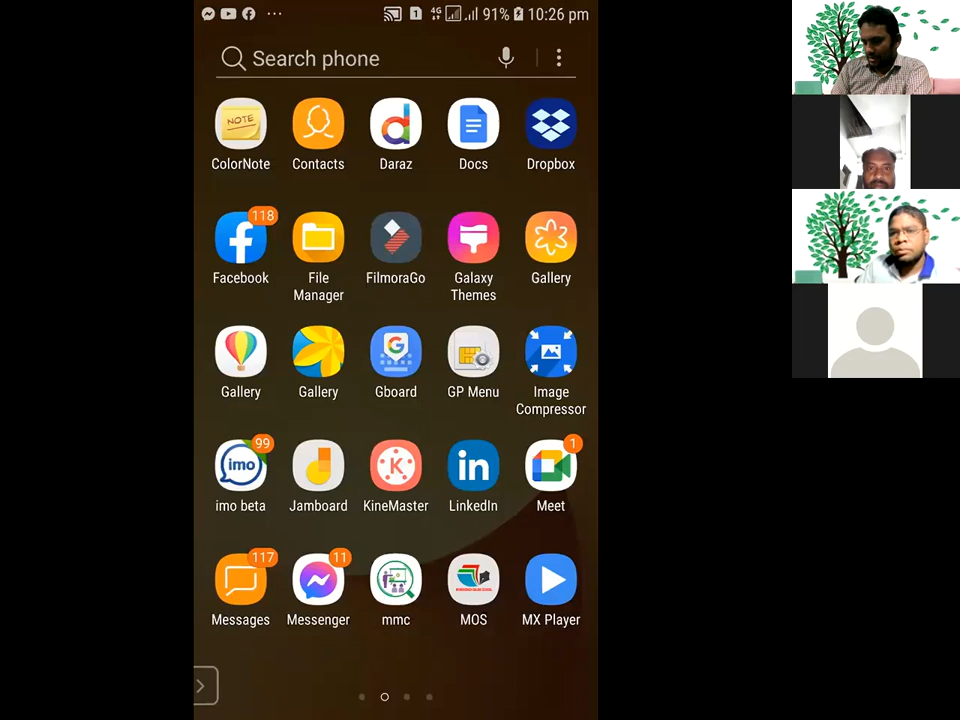 1 4G 91% 10:26 pm
Search phone
NOTE
ColorNote Contacts Daraz Docs Dropbox
118
Facebook File Manager FilmoraGo Galaxy Themes Gallery
Gallery Gallery Gboard GP Menu Image Compressor
99 1
imo K in
imo beta Jamboard KineMaster LinkedIn Meet
117 11
Messages Messenger mmc MOS MX Player